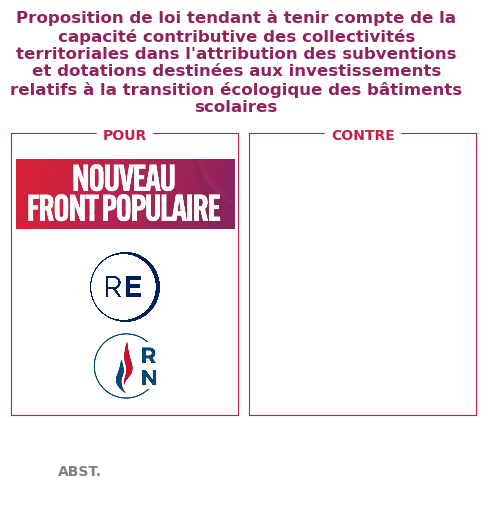 Proposition de loi tendant à tenir compte de la
capacité contributive des collectivités
territoriales dans l'attribution des subventions
et dotations destinées aux investissements
relatifs à la transition écologique des bâtiments
scolaires
POUR
CONTRE
NOUVEAU
FRONT POPULAIRE
RE
R
N
ABST.